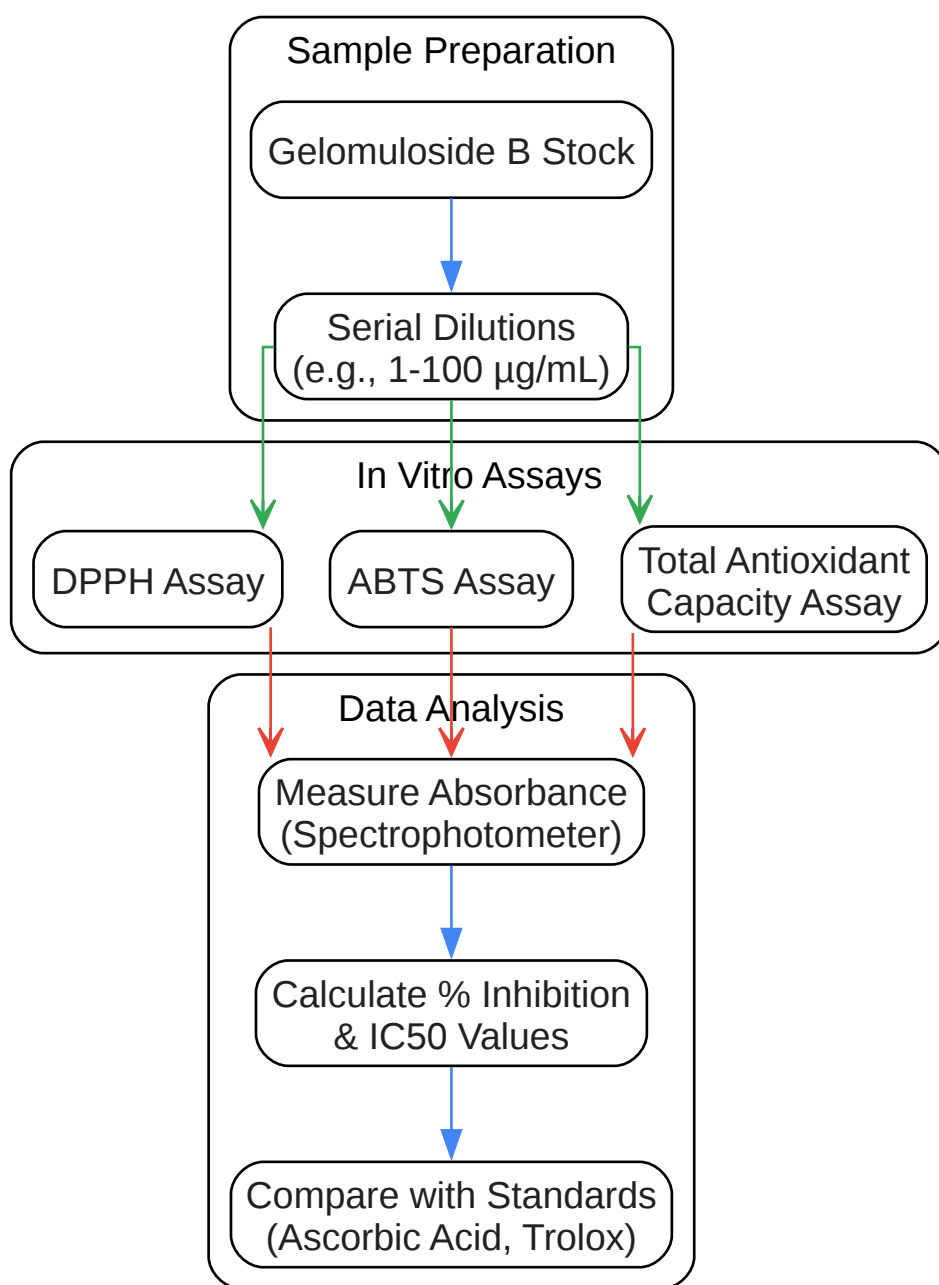 Sample Preparation
Gelomuloside B Stock
Serial Dilutions
(e.g., 1-100 µg/mL)
In Vitro Assays
DPPH Assay
ABTS Assay
Total Antioxidant
Capacity Assay
Data Analysis
Measure Absorbance
(Spectrophotometer)
Calculate % Inhibition
& IC50 Values
Compare with Standards
(Ascorbic Acid, Trolox)